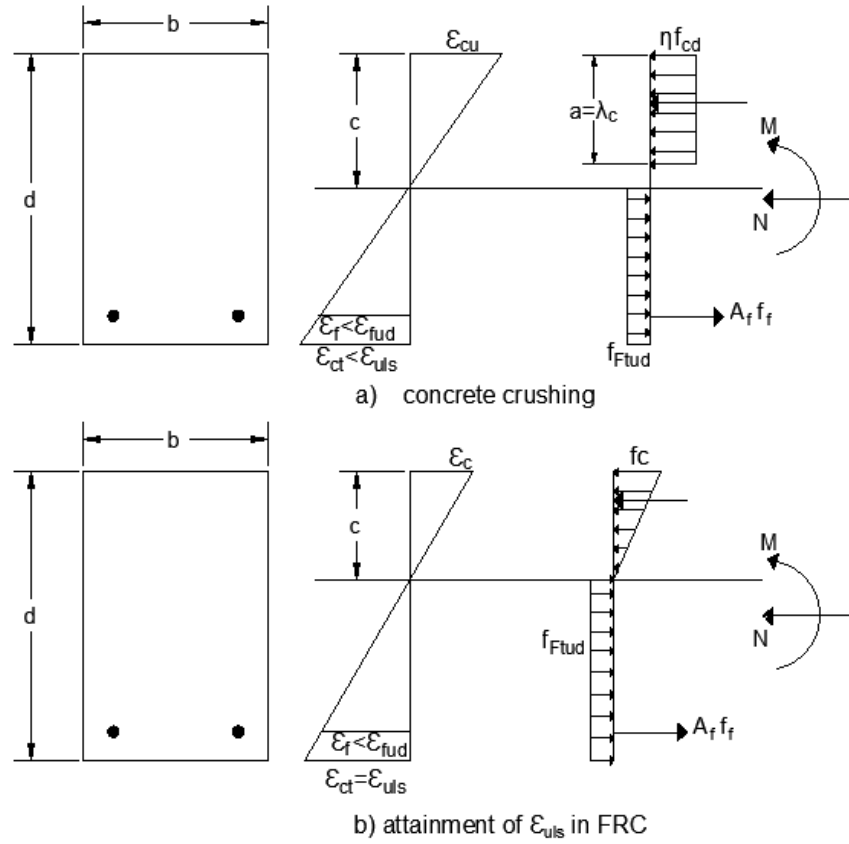 b
d
εcu
c
ηfcd
a=λc
M
N
εf<εfud
εct<εuls
Af ff
fFtud
a) concrete crushing
b
d
εc
c
fc
M
N
fFtud
εf<εfud
εct=εuls
Af ff
b) attainment of εuls in FRC